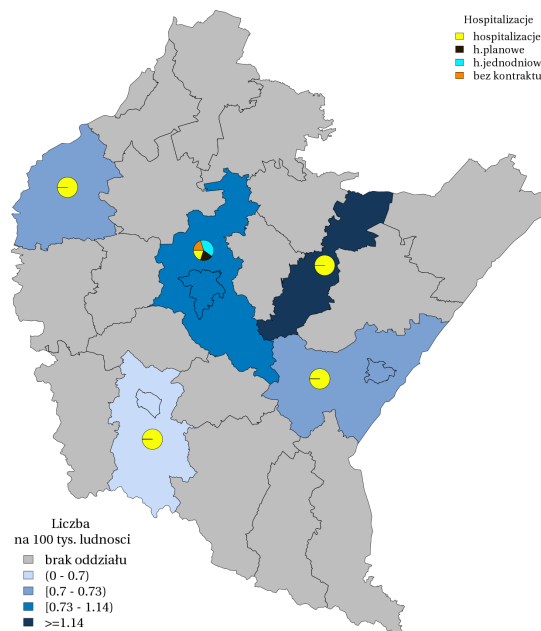 Hospitalizacje
hospitalizacje
h.planowe
h.jednodniow
bez kontraktu
Liczba
na 100 tys. ludnosci
brak oddziału
(0 - 0.7)
[0.7 - 0.73)
[0.73 - 1.14)
>=1.14